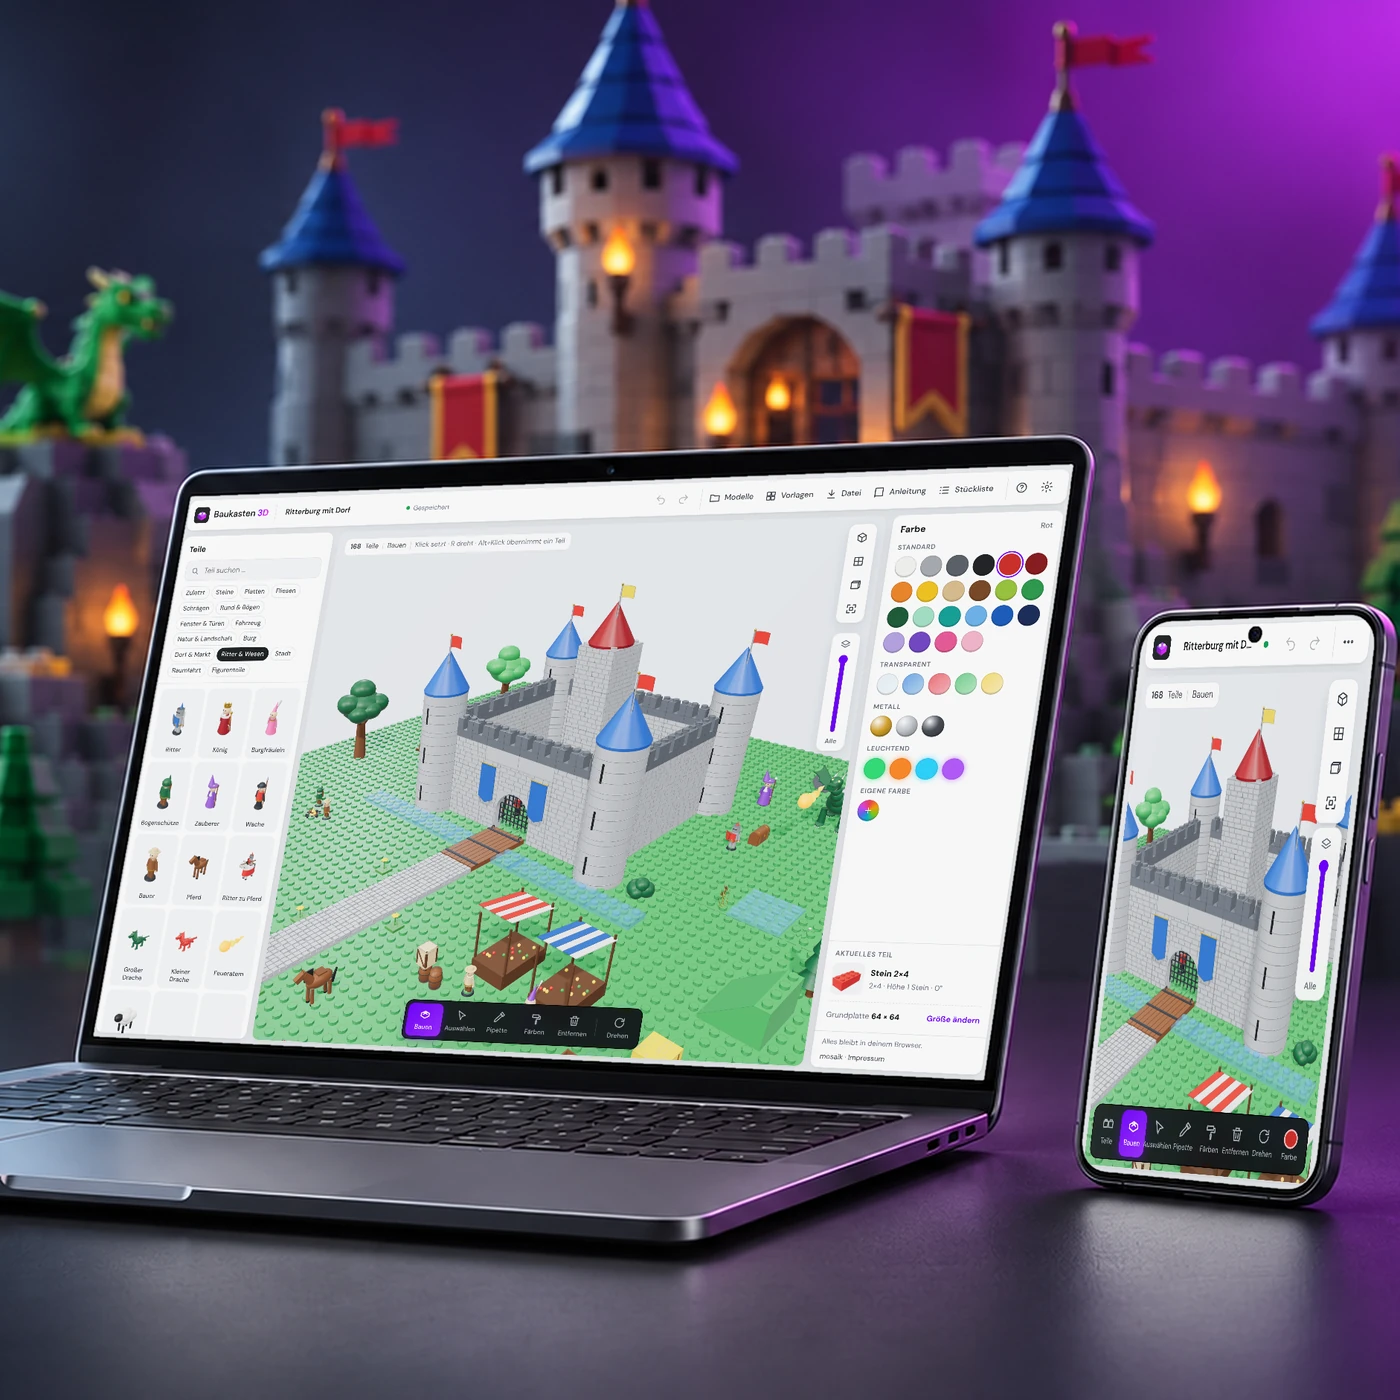 Baukasten 3D
Ritterburg mit Dorf
Gespeichert
Modelle
Vorlagen
Datei
Anleitung
Stückliste
Teile
Teil suchen ...
Zuletzt
Steine
Platten
Fliesen
Schrägen
Rund & Bögen
Fenster & Türen
Fahrzeug
Natur & Landschaft
Burg
Dorf & Markt
Ritter & Wesen
Stadt
Raumfahrt
Figurenteile
Ritter
König
Burgfräulein
Bogenschütze
Zauberer
Wache
Bauer
Pferd
Ritter zu Pferd
Großer
Drache
Kleiner
Drache
Feueratem
168 Teile
Bauen
Klick setzt · R dreht · Alt+Klick übernimmt ein Teil
Alle
Bauen
Auswählen
Pipette
Färben
Entfernen
Drehen
Farbe
Rot
STANDARD
TRANSPARENT
METALL
LEUCHTEND
EIGENE FARBE
AKTUELLES TEIL
Stein 2×4
2×4 · Höhe 1 Stein · 0°
Grundplatte 64 × 64
Größe ändern
Alles bleibt in deinem Browser.
mosaik · Impressum
Ritterburg mit D...
168 Teile
Bauen
Alle
Teile
Bauen
Auswählen
Pipette
Färben
Entfernen
Drehen
Farbe